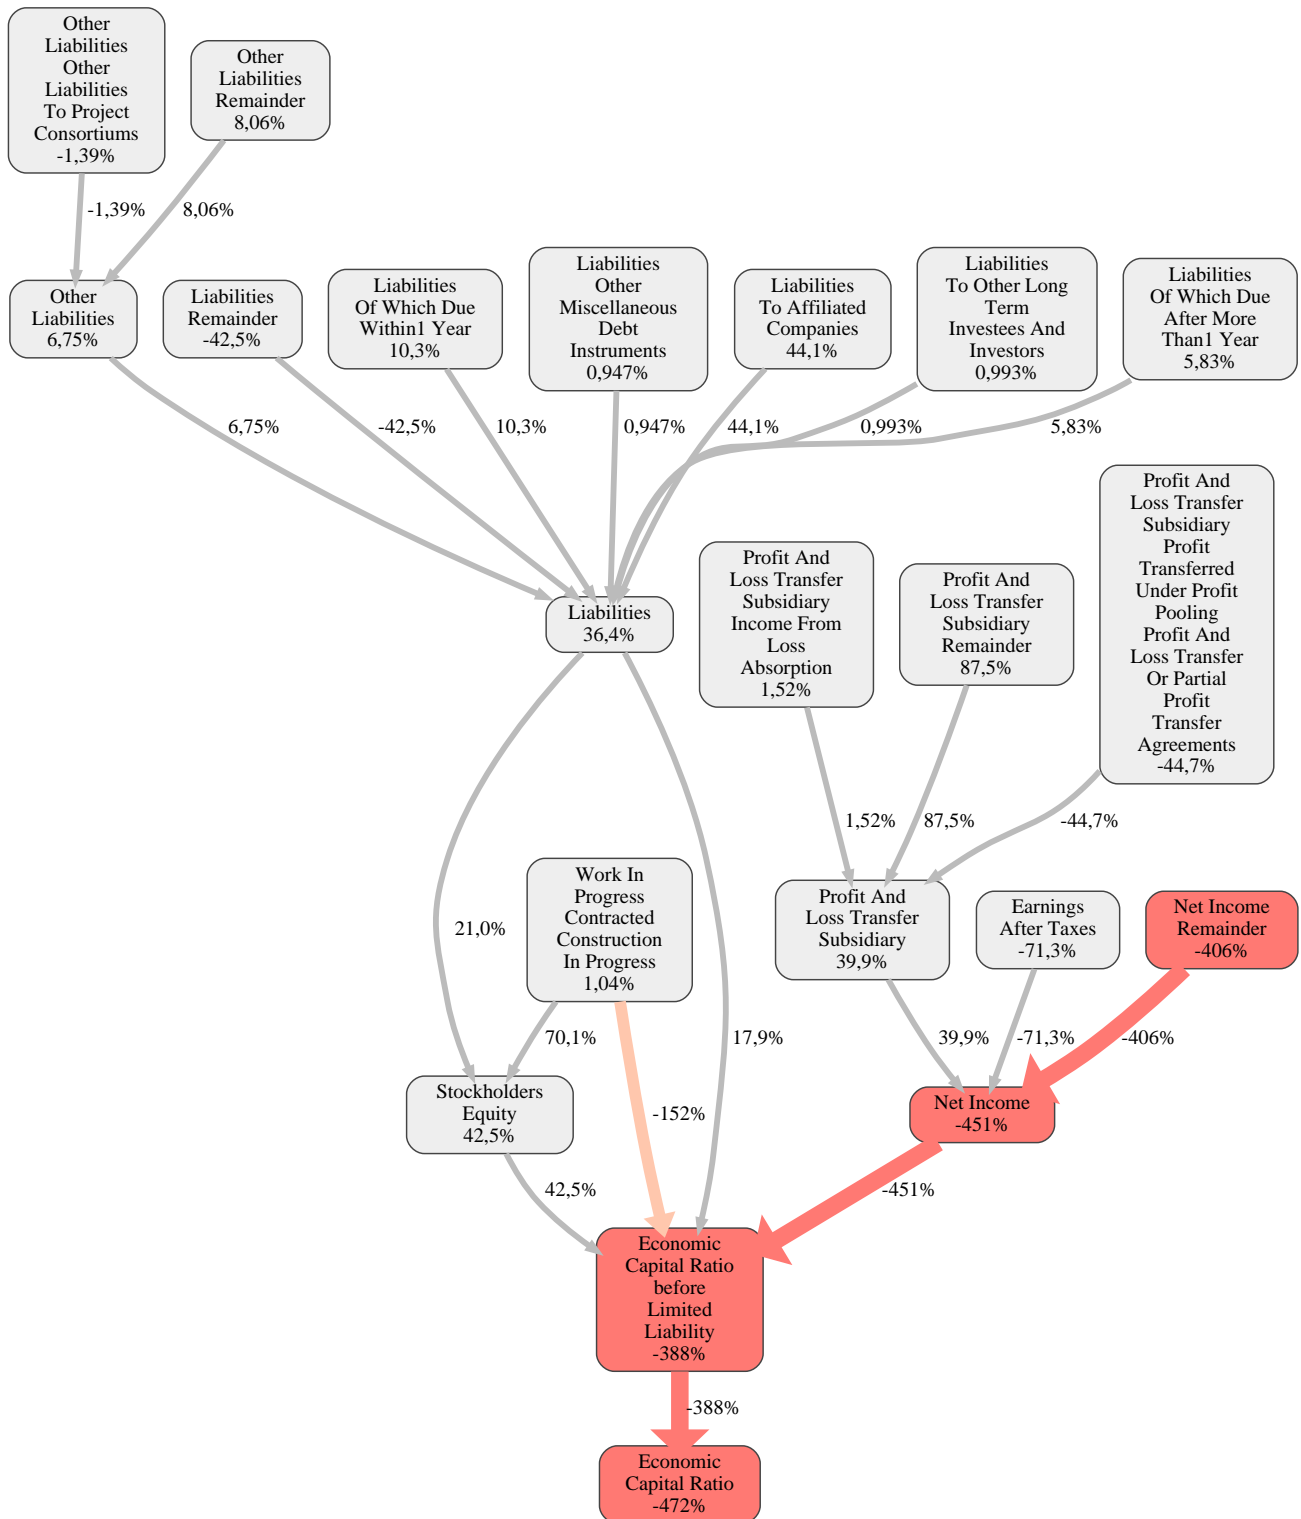 Other
Liabilities
Other
Liabilities
To Project
Consortiums
-1,39%
Other
Liabilities
Remainder
8,06%
-1,39%
8,06%
Other
Liabilities
6,75%
Liabilities
Remainder
-42,5%
Liabilities
Of Which Due
Within1 Year
10,3%
Liabilities
Other
Miscellaneous
Debt
Instruments
0,947%
Liabilities
To Affiliated
Companies
44,1%
Liabilities
To Other Long
Term
Investees And
Investors
0,993%
Liabilities
Of Which Due
After More
Than1 Year
5,83%
6,75%
-42,5%
10,3%
0,947%
44,1%
0,993%
5,83%
Liabilities
36,4%
Profit And
Loss Transfer
Subsidiary
Income From
Loss
Absorption
1,52%
Profit And
Loss Transfer
Subsidiary
Remainder
87,5%
Profit And
Loss Transfer
Subsidiary
Profit
Transferred
Under Profit
Pooling
Profit And
Loss Transfer
Or Partial
Profit
Transfer
Agreements
-44,7%
1,52%
87,5%
-44,7%
Work In
Progress
Contracted
Construction
In Progress
1,04%
Profit And
Loss Transfer
Subsidiary
39,9%
Earnings
After Taxes
-71,3%
Net Income
Remainder
-406%
21,0%
70,1%
17,9%
39,9%
-71,3%
-406%
Stockholders
Equity
42,5%
-152%
Net Income
-451%
42,5%
-451%
Economic
Capital Ratio
before
Limited
Liability
-388%
-388%
Economic
Capital Ratio
-472%